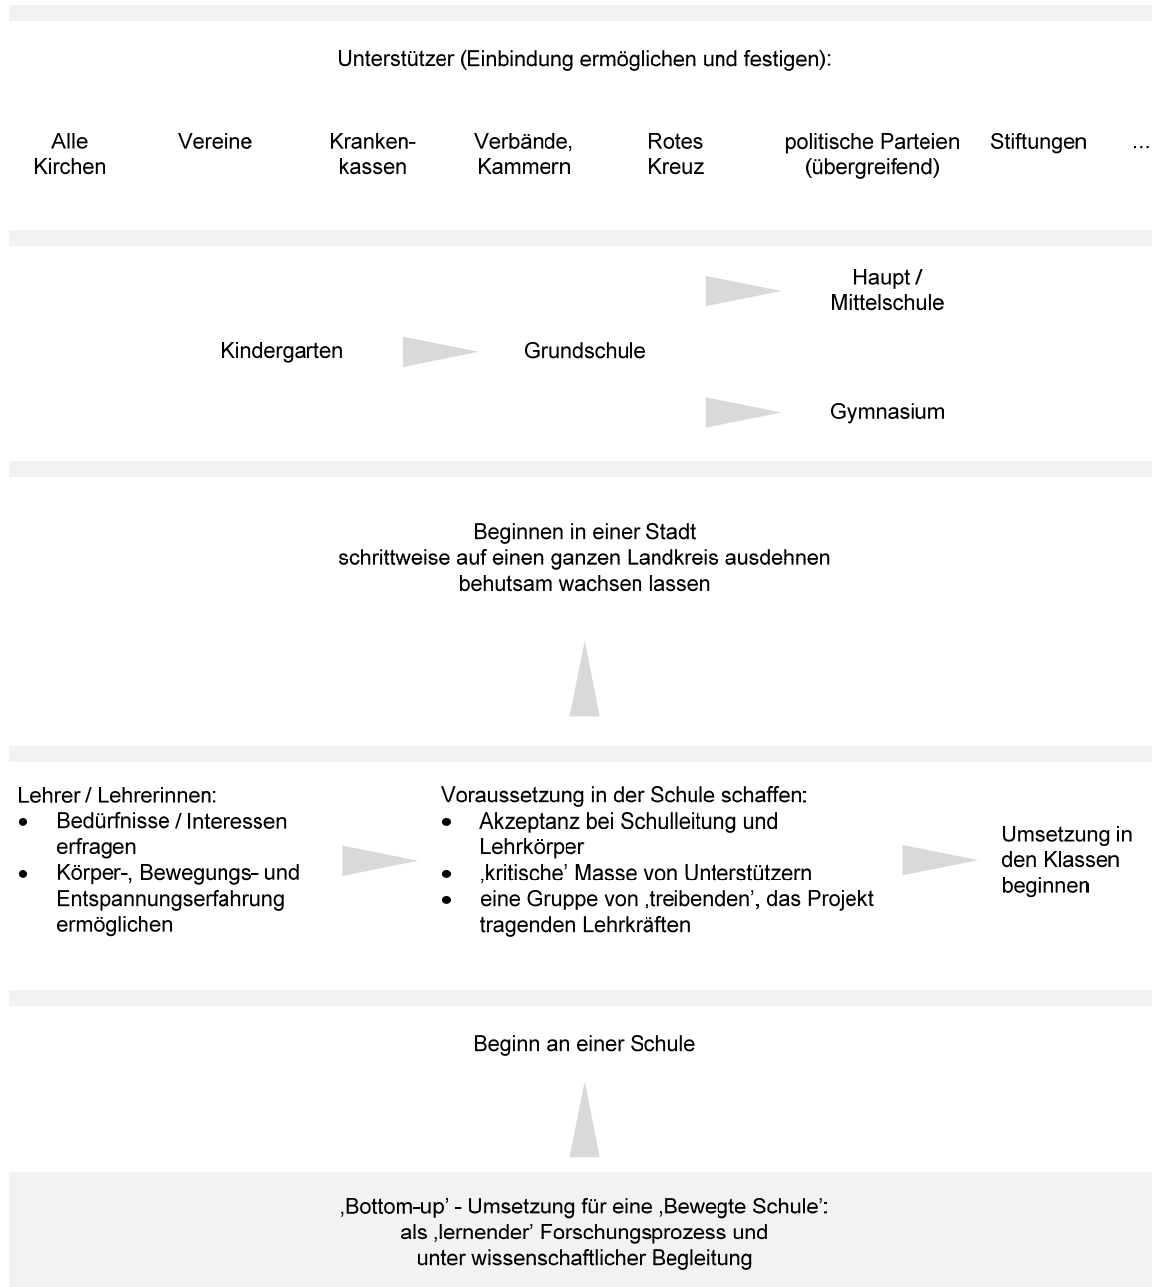 Unterstützer (Einbindung ermöglichen und festigen):
Alle
Kirchen
Vereine
Kranken-
kassen
Verbände,
Kammern
Rotes
Kreuz
politische Parteien
(übergreifend)
Stiftungen
...
Haupt /
Mittelschule
Kindergarten
Grundschule
Gymnasium
Beginnen in einer Stadt
schrittweise auf einen ganzen Landkreis ausdehnen
behutsam wachsen lassen
Lehrer / Lehrerinnen:
• Bedürfnisse / Interessen
erfragen
• Körper-, Bewegungs- und
Entspannungserfahrung
ermöglichen
Voraussetzung in der Schule schaffen:
• Akzeptanz bei Schulleitung und
Lehrkörper
• ‚kritische’ Masse von Unterstützern
• eine Gruppe von ‚treibenden’, das Projekt
tragenden Lehrkräften
Umsetzung in
den Klassen
beginnen
Beginn an einer Schule
‚Bottom-up’ - Umsetzung für eine ‚Bewegte Schule’:
als ‚lernender’ Forschungsprozess und
unter wissenschaftlicher Begleitung